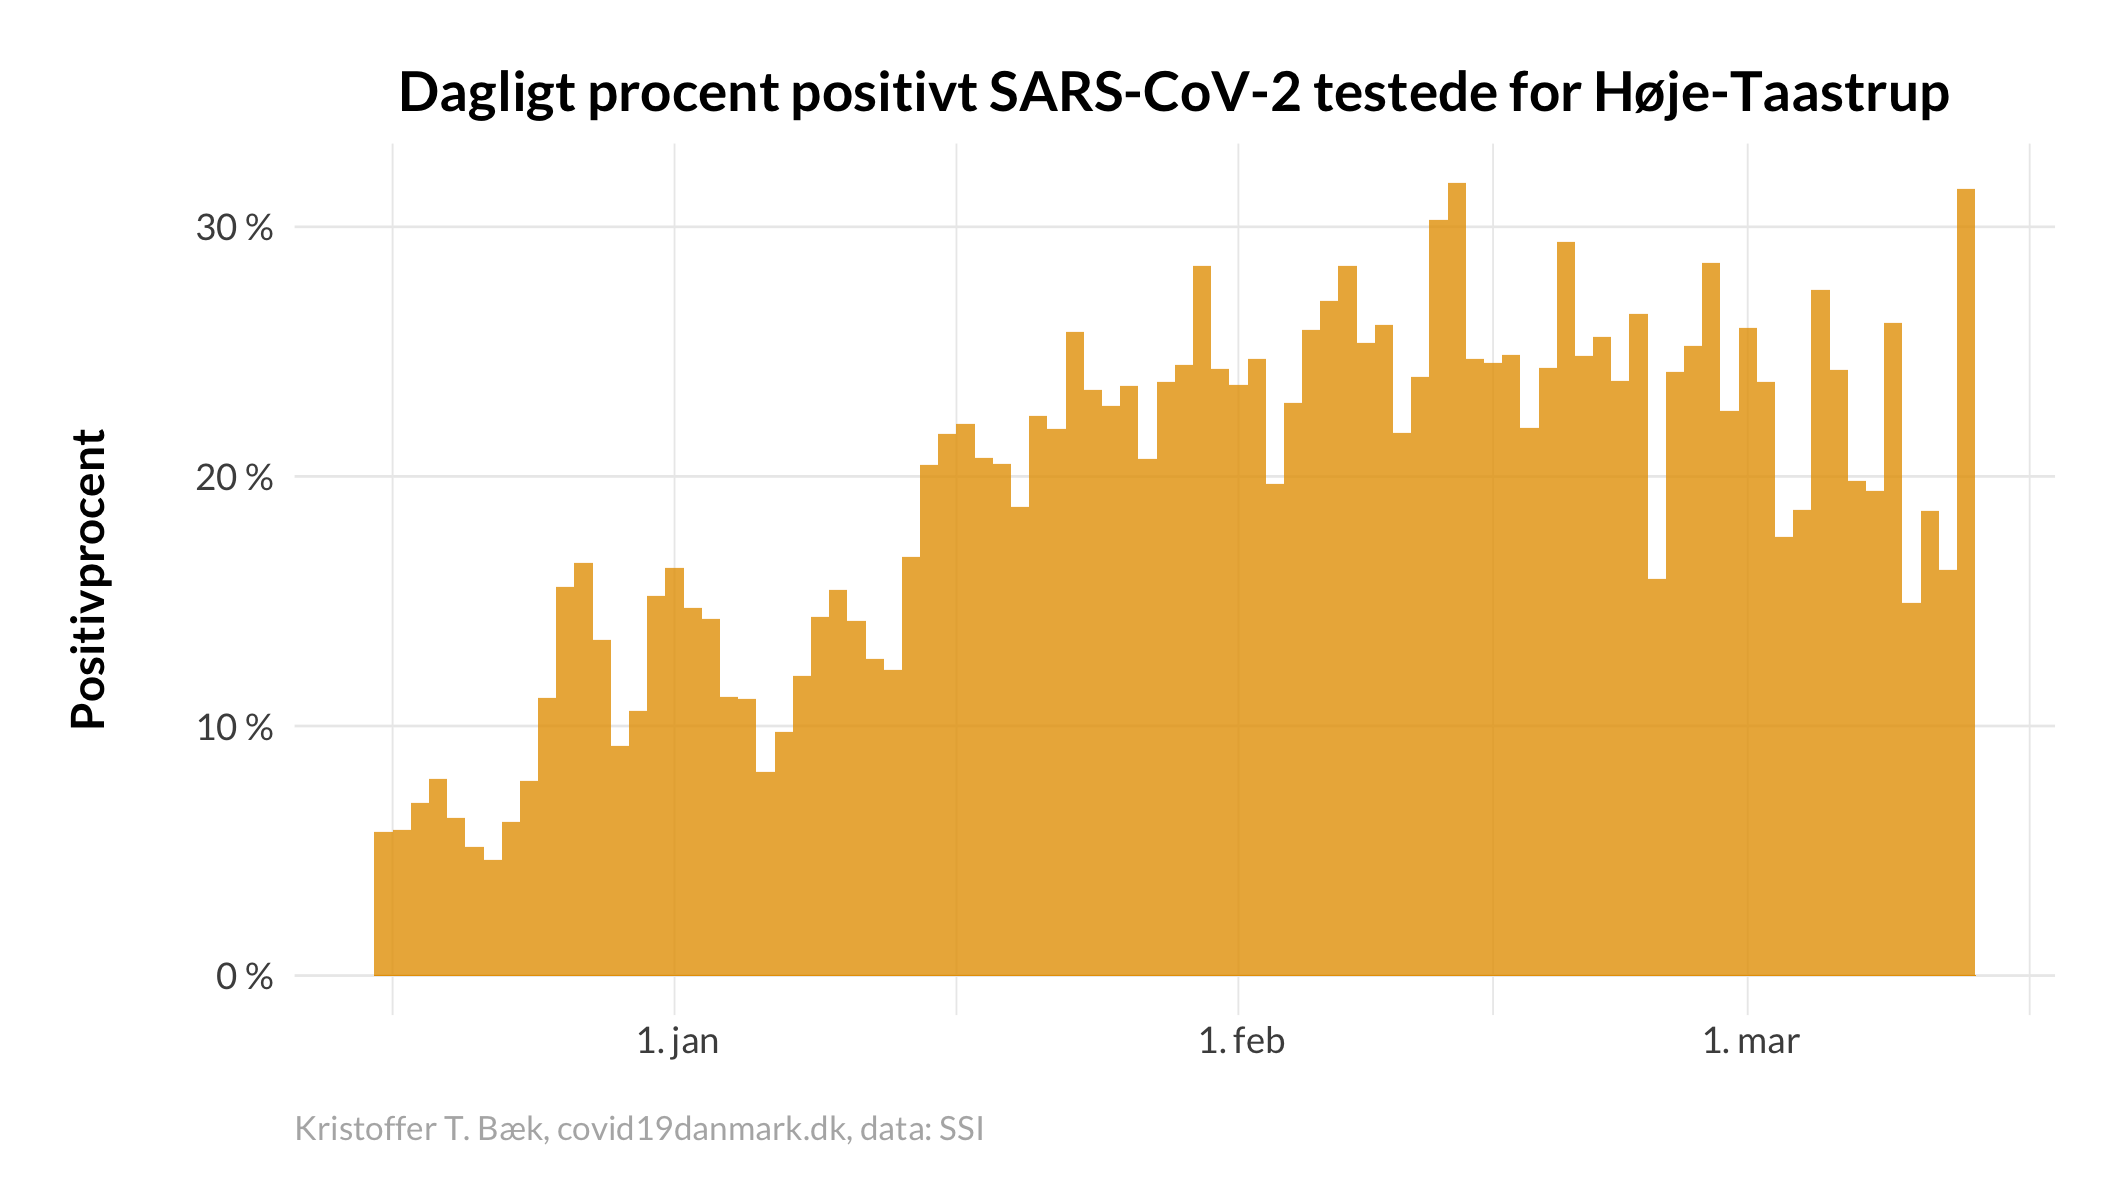 Dagligt procent positivt SARS-CoV-2 testede for Høje-Taastrup
Positivprocent
30 %
20 %
10 %
0 %
1. jan
1. feb
1. mar
Kristoffer T. Bæk, covid19danmark.dk, data: SSI